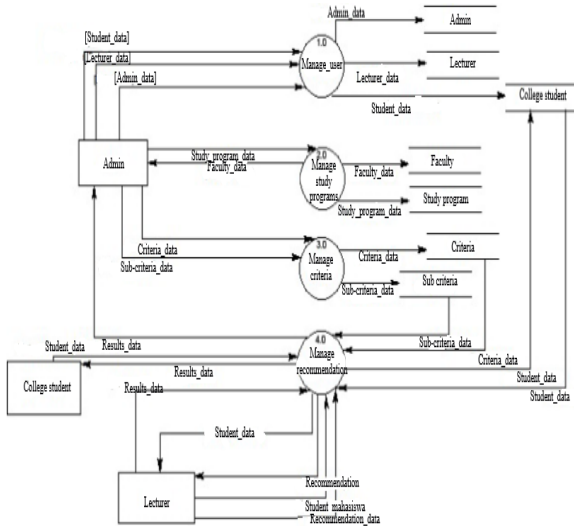 Admin_data
Admin
[Student_data]
1.0
[Lecturer_data]
Manage_user
Lecturer
Lecturer_data
[Admin_data]
College student
Student_data
Study_program_data
2.0
Admin
Faculty_data
Manage
study
programs
Faculty_data
Faculty
Study program
Study_program_data
3.0
Criteria
Criteria_data
Manage
criteria
Criteria_data
Sub-criteria_data
Sub criteria
Sub-criteria_data
4.0
Student_data
Results_data
Manage
recommendation
Sub-criteria_data
Criteria_data
Results_data
College student
Student_data
Results_data
Student_data
Student_data
Recommendation
Lecturer
Student_mahasiswa
Recommendation_data